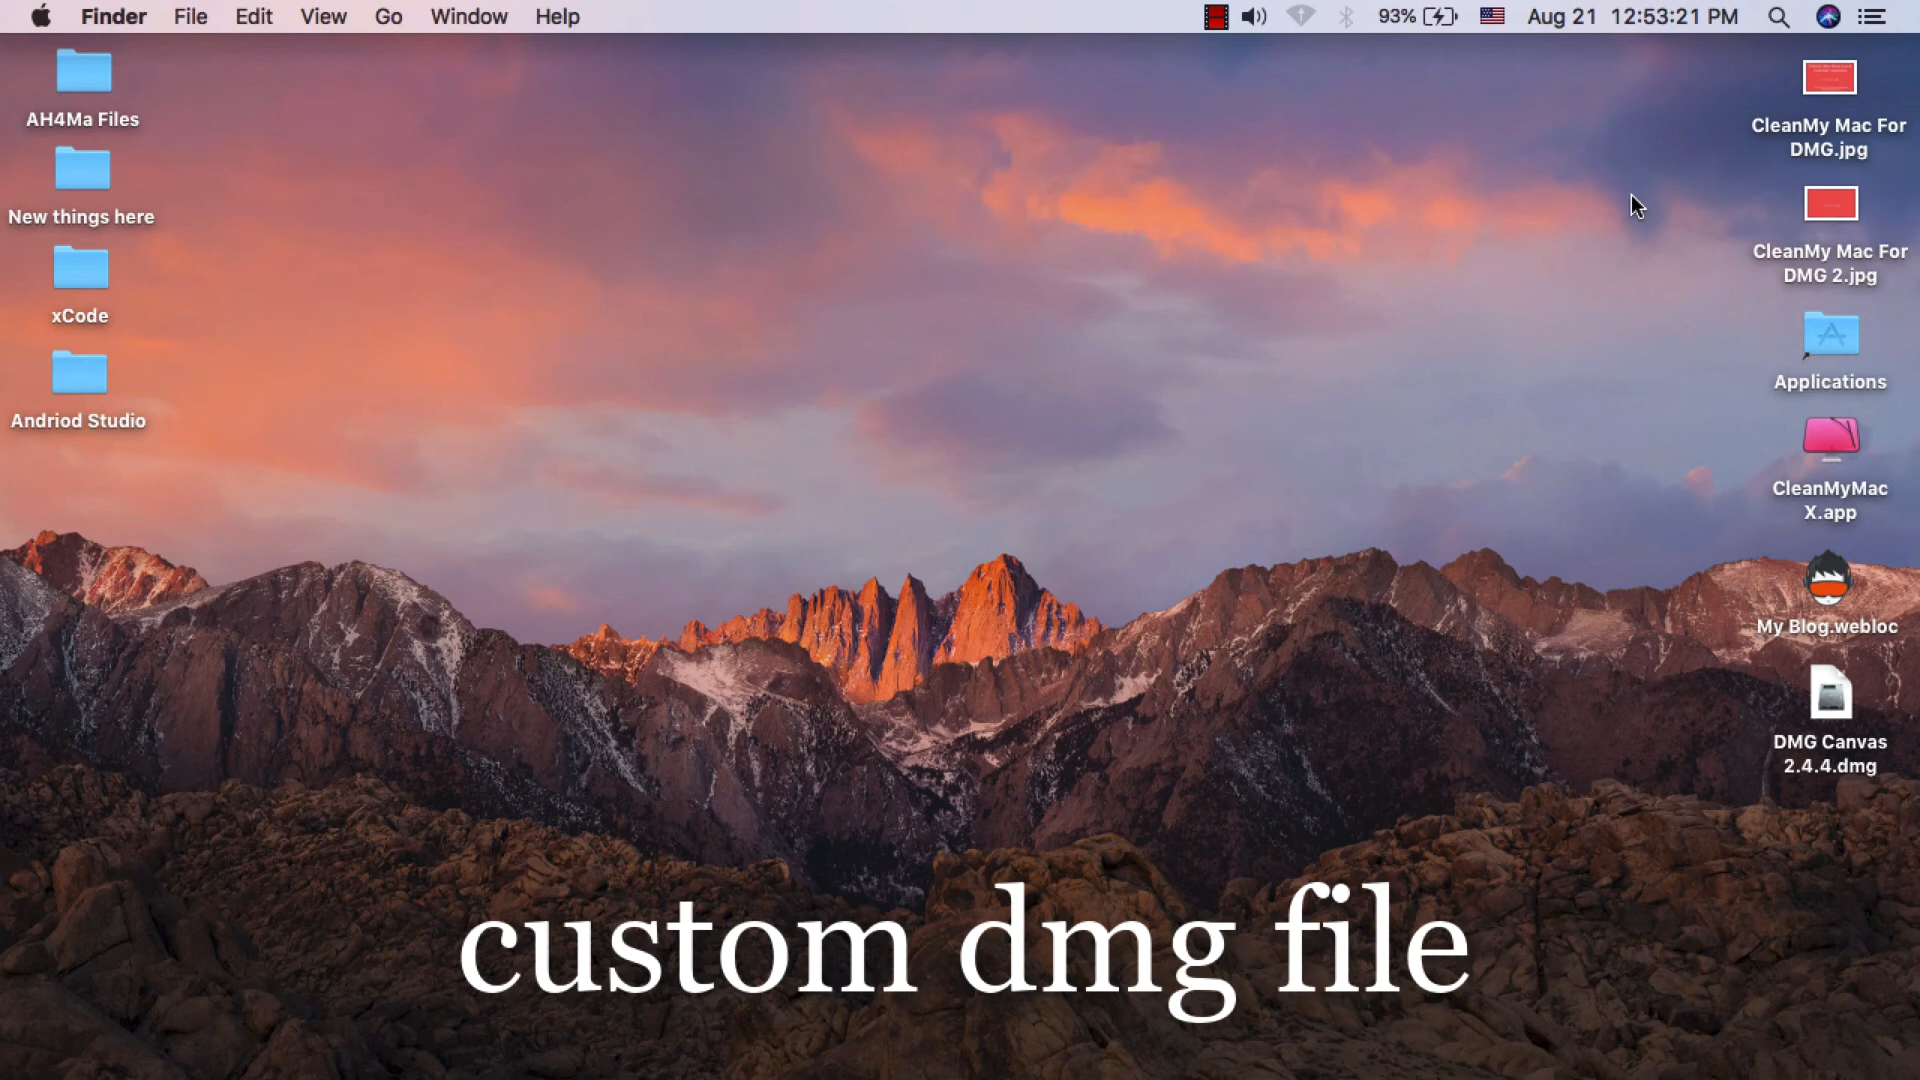 Finder File Edit View Go Window Help 93% Aug 21 12:53:21 PM
AH4Ma Files
New things here
xCode
Andriod Studio
CleanMy Mac For
DMG.jpg
CleanMy Mac For
DMG 2.jpg
Applications
CleanMyMac
X.app
My Blog.webloc
DMG Canvas
2.4.4.dmg
custom dmg file